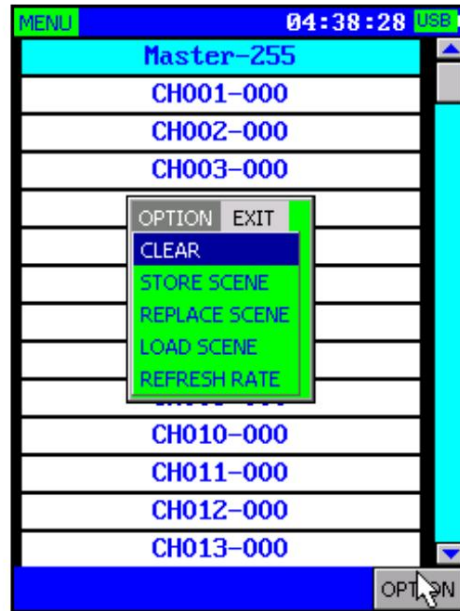 MENU 04:38:28 USB
Master-255
CH001-000
CH002-000
CH003-000
OPTION EXIT
CLEAR
STORE SCENE
REPLACE SCENE
LOAD SCENE
REFRESH RATE
CH010-000
CH011-000
CH012-000
CH013-000
OPTION